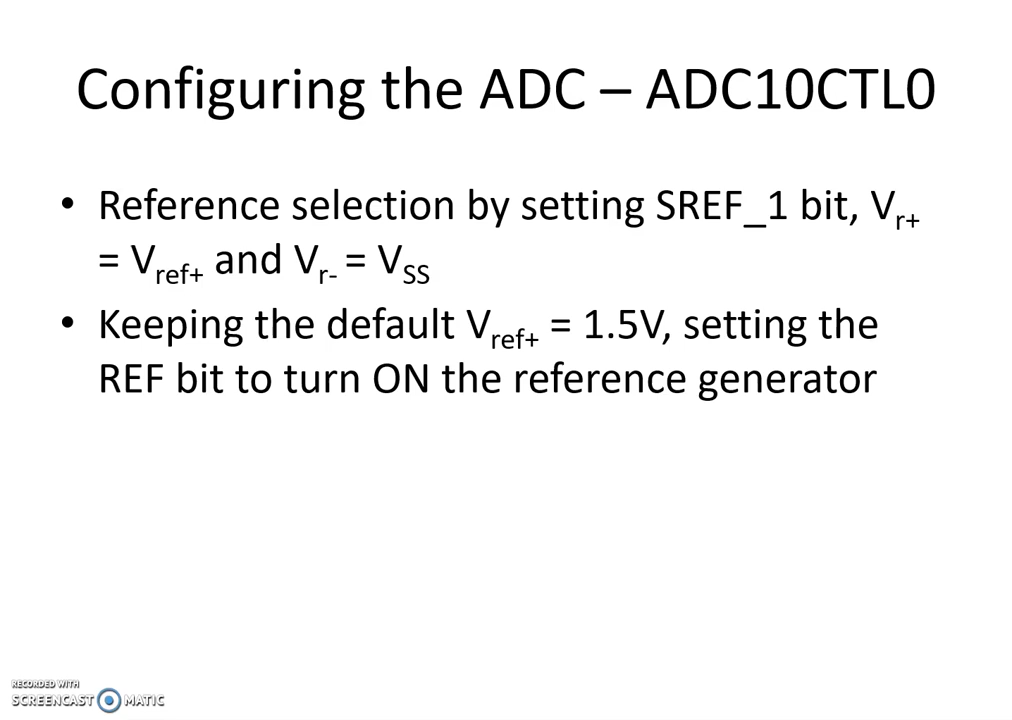 Configuring the ADC – ADC10CTL0
• Reference selection by setting SREF_1 bit, Vr+
= Vref+ and Vr- = VSS
• Keeping the default Vref+ = 1.5V, setting the
REF bit to turn ON the reference generator
RECORDED WITH
SCREENCAST MATIC